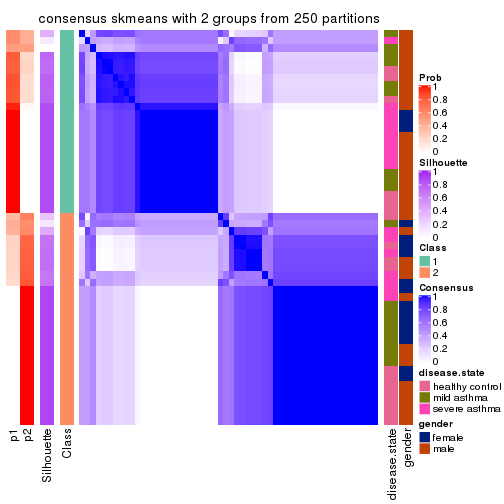 consensus skmeans with 2 groups from 250 partitions
Prob
1
0.8
0.6
0.4
0.2
0
Silhouette
1
0.8
0.6
0.4
0.2
0
Class
1
2
Consensus
1
0.8
0.6
0.4
0.2
0
disease.state
healthy control
mild asthma
severe asthma
gender
female
male
p1
p2
Silhouette
Class
disease.state
gender